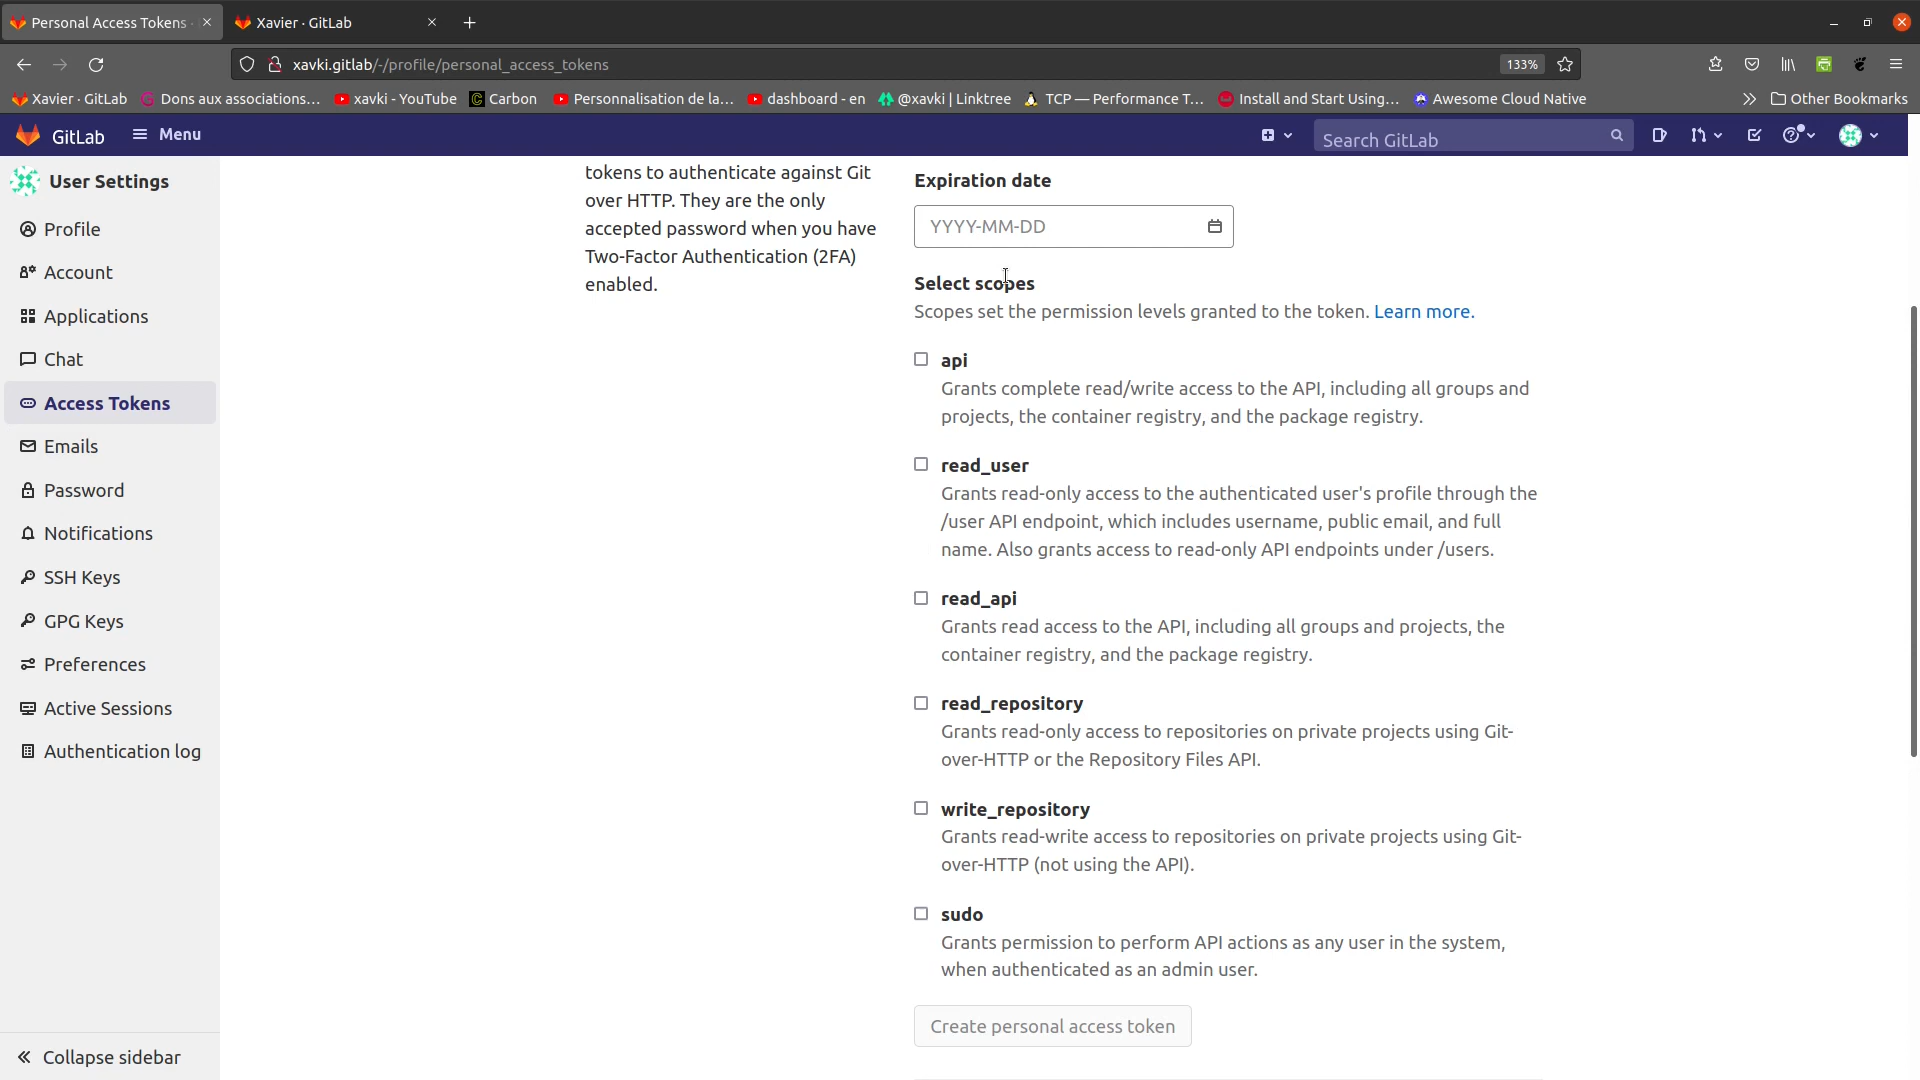 Personal Access Tokens
Xavier · GitLab
xavki.gitlab/-/profile/personal_access_tokens
133%
Xavier · GitLab
Dons aux associations...
xavki - YouTube
Carbon
Personnalisation de la...
dashboard - en
@xavki | Linktree
TCP — Performance T...
Install and Start Using...
Awesome Cloud Native
Other Bookmarks
GitLab
Menu
Search GitLab
User Settings
Profile
Account
Applications
Chat
Access Tokens
Emails
Password
Notifications
SSH Keys
GPG Keys
Preferences
Active Sessions
Authentication log
Collapse sidebar
tokens to authenticate against Git
over HTTP. They are the only
accepted password when you have
Two-Factor Authentication (2FA)
enabled.
Expiration date
YYYY-MM-DD
Select scopes
Scopes set the permission levels granted to the token. Learn more.
api
Grants complete read/write access to the API, including all groups and
projects, the container registry, and the package registry.
read_user
Grants read-only access to the authenticated user's profile through the
/user API endpoint, which includes username, public email, and full
name. Also grants access to read-only API endpoints under /users.
read_api
Grants read access to the API, including all groups and projects, the
container registry, and the package registry.
read_repository
Grants read-only access to repositories on private projects using Git-
over-HTTP or the Repository Files API.
write_repository
Grants read-write access to repositories on private projects using Git-
over-HTTP (not using the API).
sudo
Grants permission to perform API actions as any user in the system,
when authenticated as an admin user.
Create personal access token